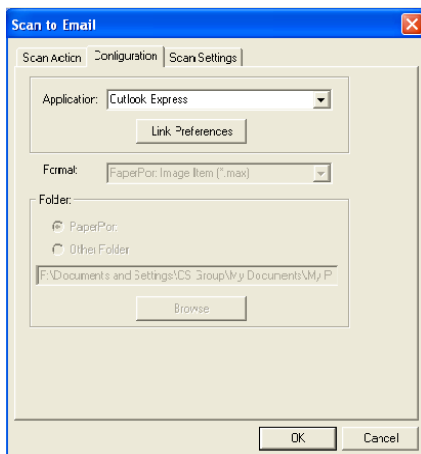 Scan to Email
Scan Action Configuration Scan Settings
Application: Outlook Express
Link Preferences
Format: PaperPort Image Item (*.max)
Folder:
PaperPort
Other Folder
F:\Documents and Settings\CS Group\My Documents\My P
Browse
OK Cancel